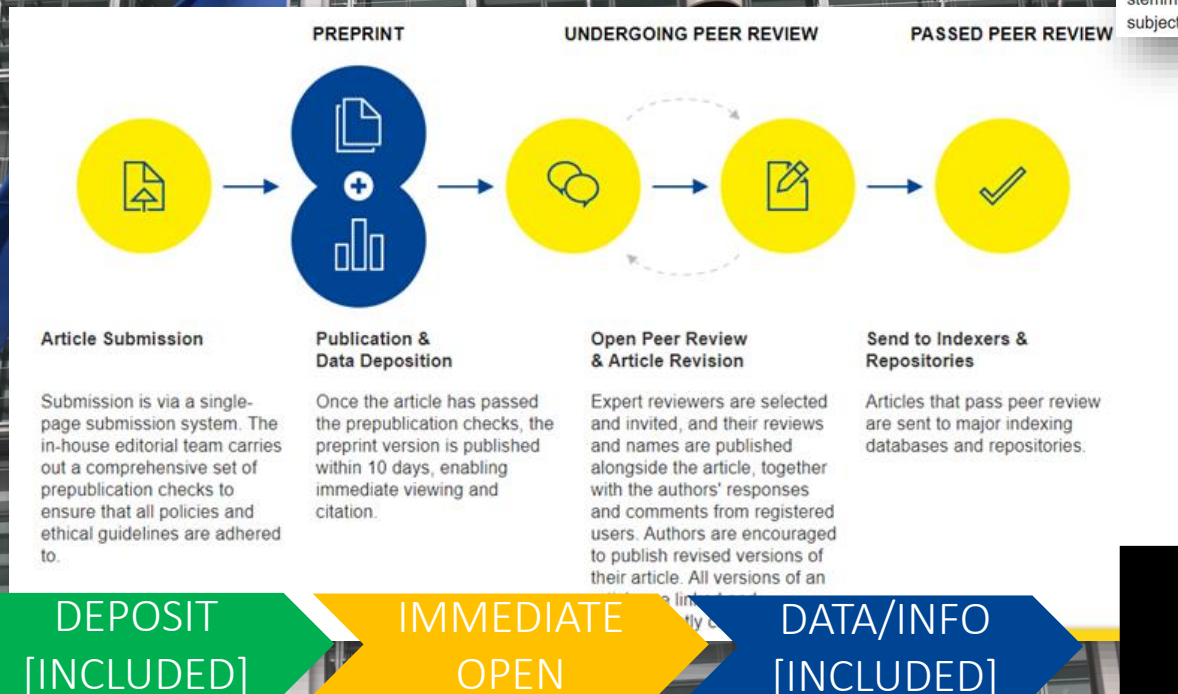 stemm
subject
PREPRINT
UNDERGOING PEER REVIEW
PASSED PEER REVIEW
Article Submission
Submission is via a single-
page submission system. The
in-house editorial team carries
out a comprehensive set of
prepublication checks to
ensure that all policies and
ethical guidelines are adhered
to.
Publication &
Data Deposition
Once the article has passed
the prepublication checks, the
preprint version is published
within 10 days, enabling
immediate viewing and
citation.
Open Peer Review
& Article Revision
Expert reviewers are selected
and invited, and their reviews
and names are published
alongside the article, together
with the authors' responses
and comments from registered
users. Authors are encouraged
to publish revised versions of
their article. All versions of an
Send to Indexers &
Repositories
Articles that pass peer review
are sent to major indexing
databases and repositories.
DEPOSIT
[INCLUDED]
IMMEDIATE
OPEN
DATA/INFO
[INCLUDED]